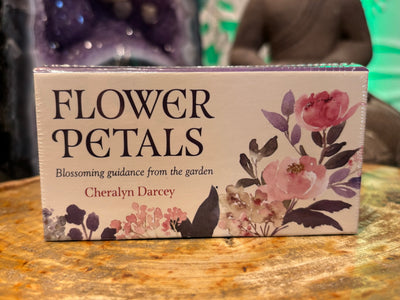 FLOWER
PETALS
Blossoming guidance from the garden
Cheralyn Darcey